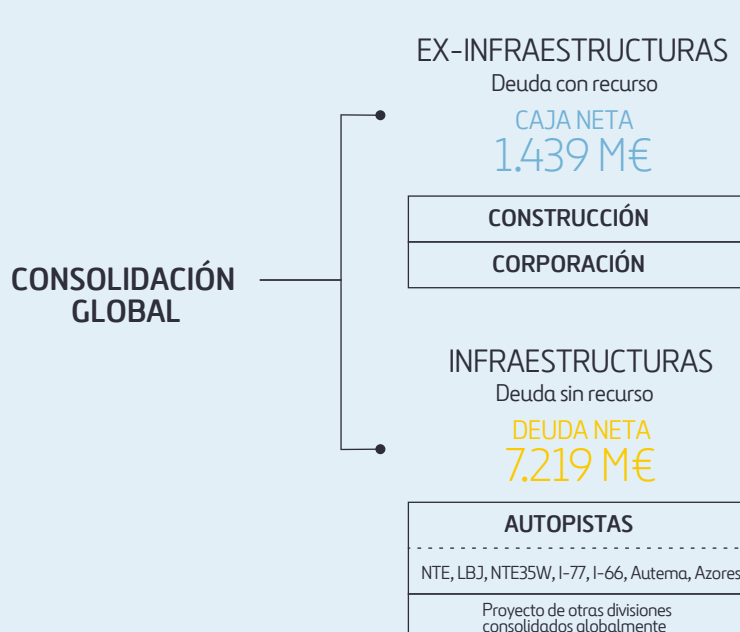 CONSOLIDACIÓN
GLOBAL
EX-INFRAESTRUCTURAS
Deuda con recurso
CAJA NETA
1.439 M€
CONSTRUCCIÓN
CORPORACIÓN
INFRAESTRUCTURAS
Deuda sin recurso
DEUDA NETA
7.219 M€
AUTOPISTAS
NTE, LBJ, NTE35W, I-77, I-66, Autema, Azores
Proyecto de otras divisiones
consolidados globalmente